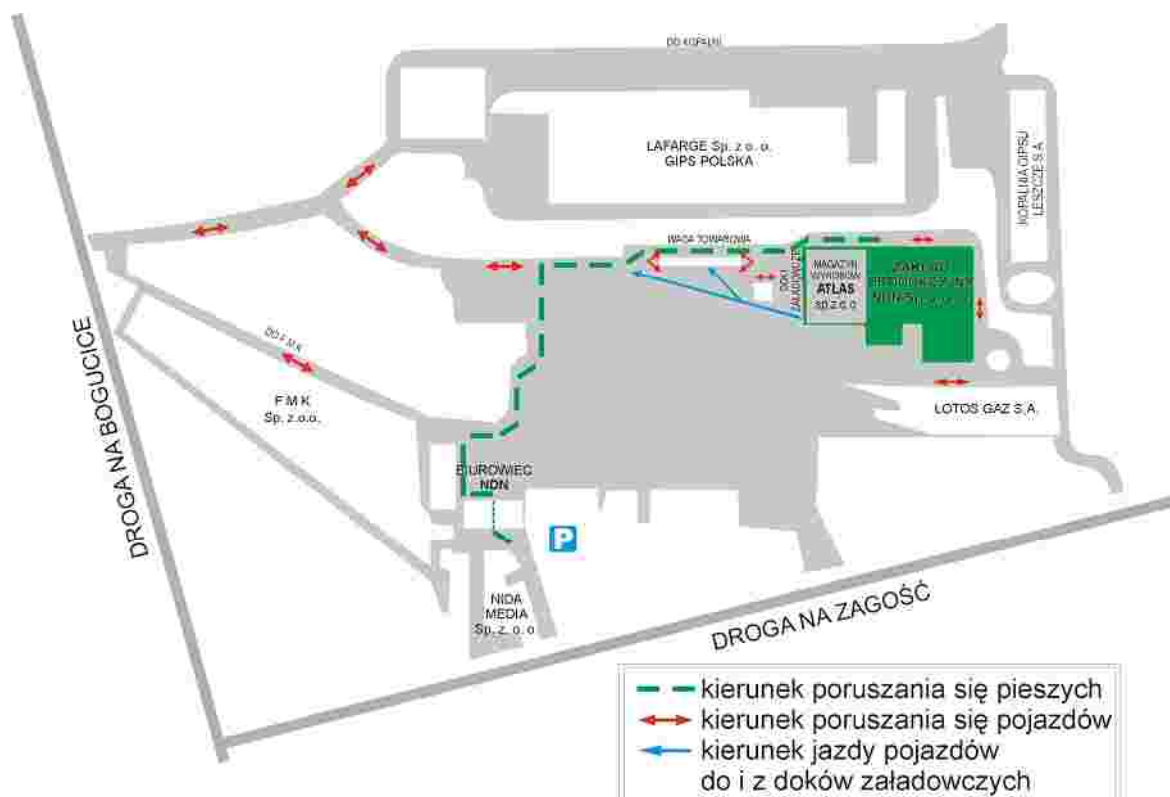 DO KOPALNI
LAFARGE Sp. z o. o.
GIPS POLSKA
KOPALNIA GIPSU
LESZCZE S.A.
WAGA TOWAROWA
DOKI
ZAŁADOWCZE
MAGAZYN
WYROBÓW
ATLAS
sp.z o.o
ZAKŁAD
PRODUKCYJNY
NDN Sp. z o.o.
DO F M K
F M K
Sp. z.o.o.
LOTOS GAZ S.A.
BIUROWIEC
NDN
P
NIDA
MEDIA
Sp. z. o. o
DROGA NA BOGUCICE
DROGA NA ZAGOŚĆ
kierunek poruszania się pieszych
kierunek poruszania się pojazdów
kierunek jazdy pojazdów
do i z doków załadowczych